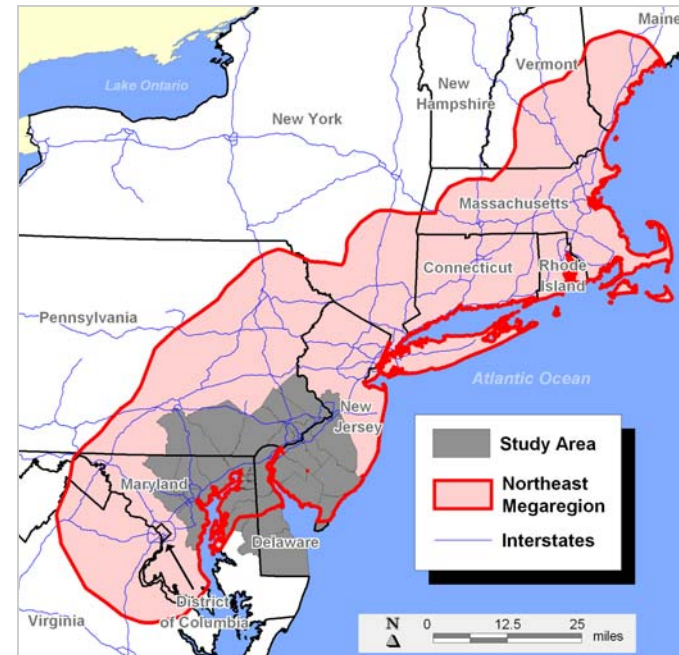 Maine
Vermont
Lake Ontario
New
Hampshire
New York
Massachusetts
Connecticut
Rhode
Island
Pennsylvania
Atlantic Ocean
New
Jersey
Study Area
Northeast
Megaregion
Interstates
Maryland
Delaware
District
of Columbia
Virginia
N
0 12.5 25
miles